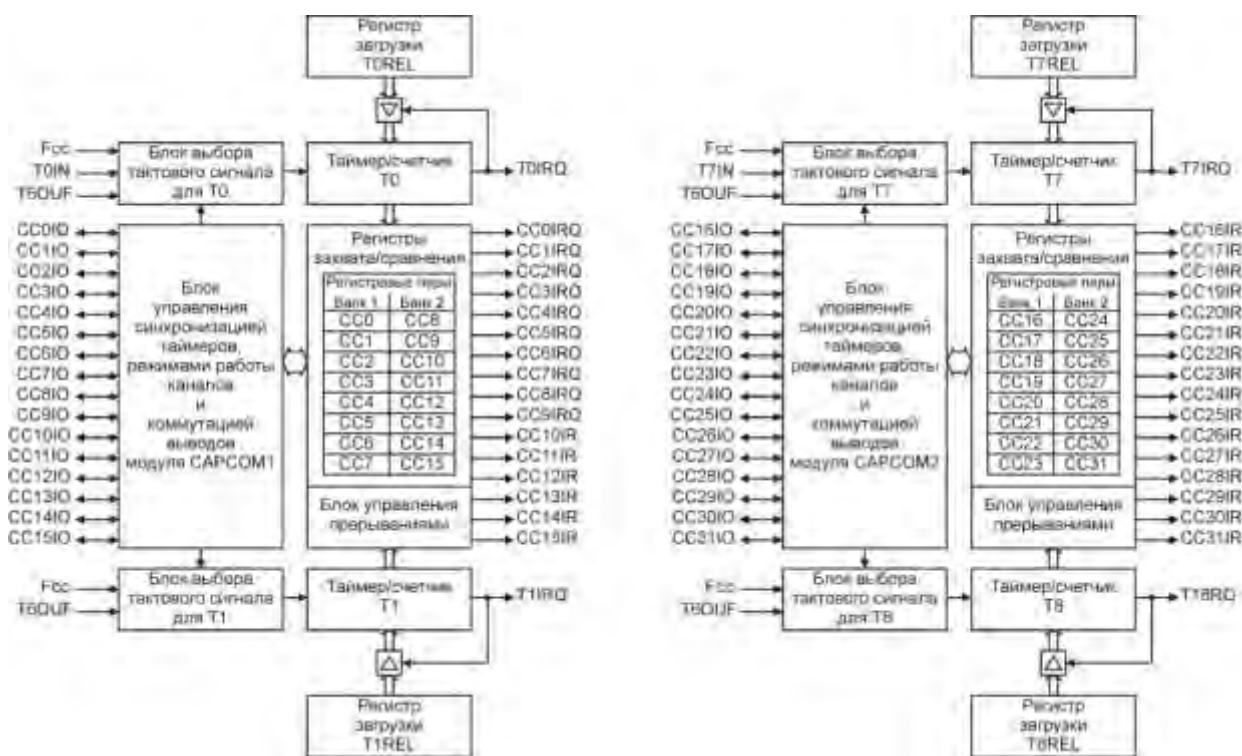 Регистр
загрузки
T0REL
Fcc
T0IN
T6OUF
Блок выбора
тактового сигнала
для T0
Таймер/счетчик
T0
T0IRQ
CC0IO
CC1IO
CC2IO
CC3IO
CC4IO
CC5IO
CC6IO
CC7IO
CC8IO
CC9IO
CC10IO
CC11IO
CC12IO
CC13IO
CC14IO
CC15IO
Блок
управления
синхронизацией
таймеров,
режимами работы
каналов
и
коммутацией
выводов
модуля CAPCOM1
Регистры
захвата/сравнения
Регистровые пары
Банк 1 Банк 2
CC0 CC8
CC1 CC9
CC2 CC10
CC3 CC11
CC4 CC12
CC5 CC13
CC6 CC14
CC7 CC15
Блок управления
прерываниями
CC0IRQ
CC1IRQ
CC2IRQ
CC3IRQ
CC4IRQ
CC5IRQ
CC6IRQ
CC7IRQ
CC8IRQ
CC9IRQ
CC10IR
CC11IR
CC12IR
CC13IR
CC14IR
CC15IR
Fcc
T6OUF
Блок выбора
тактового сигнала
для T1
Таймер/счетчик
T1
T1IRQ
Регистр
загрузки
T1REL
Регистр
загрузки
T7REL
Fcc
T7IN
T6OUF
Блок выбора
тактового сигнала
для T7
Таймер/счетчик
T7
T7IRQ
CC16IO
CC17IO
CC18IO
CC19IO
CC20IO
CC21IO
CC22IO
CC23IO
CC24IO
CC25IO
CC26IO
CC27IO
CC28IO
CC29IO
CC30IO
CC31IO
Блок
управления
синхронизацией
таймеров,
режимами работы
каналов
и
коммутацией
выводов
модуля CAPCOM2
Регистры
захвата/сравнения
Регистровые пары
Банк 1 Банк 2
CC16 CC24
CC17 CC25
CC18 CC26
CC19 CC27
CC20 CC28
CC21 CC29
CC22 CC30
CC23 CC31
Блок управления
прерываниями
CC16IR
CC17IR
CC18IR
CC19IR
CC20IR
CC21IR
CC22IR
CC23IR
CC24IR
CC25IR
CC26IR
CC27IR
CC28IR
CC29IR
CC30IR
CC31IR
Fcc
T6OUF
Блок выбора
тактового сигнала
для T8
Таймер/счетчик
T8
T18RQ
Регистр
загрузки
T8REL